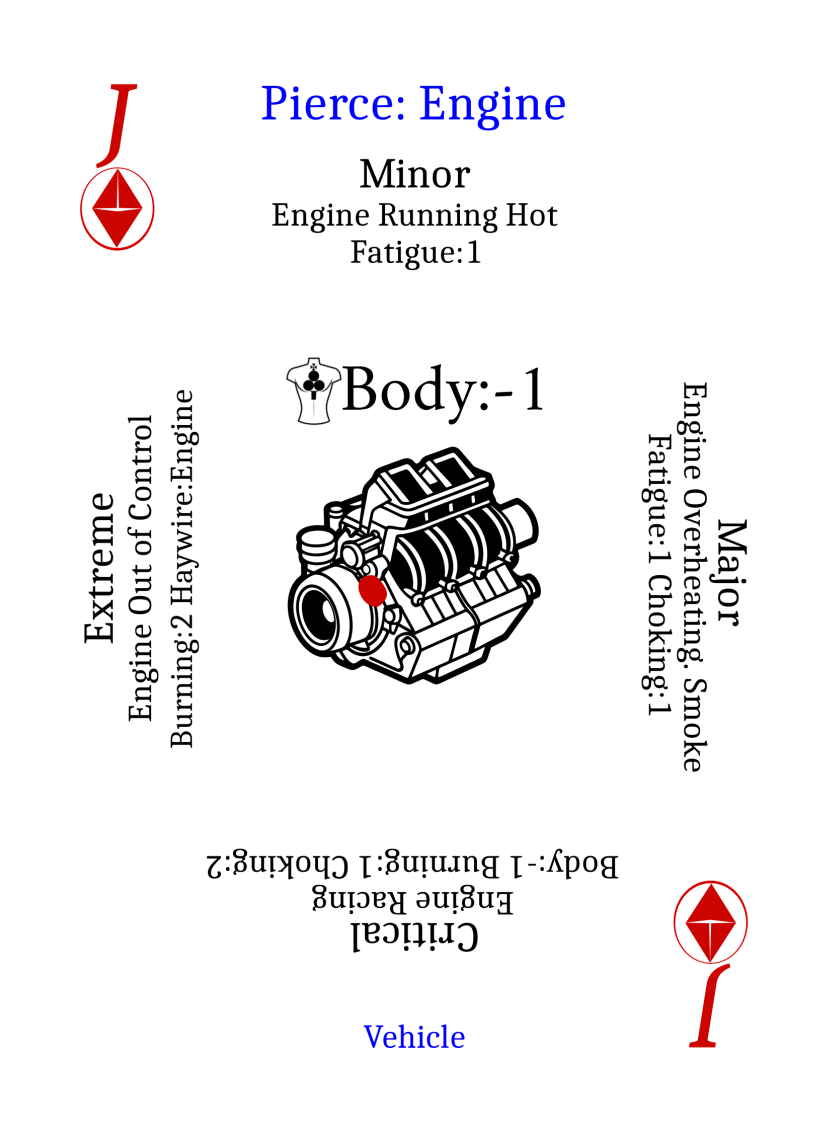 J
Pierce: Engine
Minor
Engine Running Hot
Fatigue:1
Body:-1
Major
Engine Overheating. Smoke
Fatigue:1 Choking:1
Extreme
Engine Out of Control
Burning:2 Haywire:Engine
Critical
Engine Racing
Body:-1 Burning:1 Choking:2
J
Vehicle